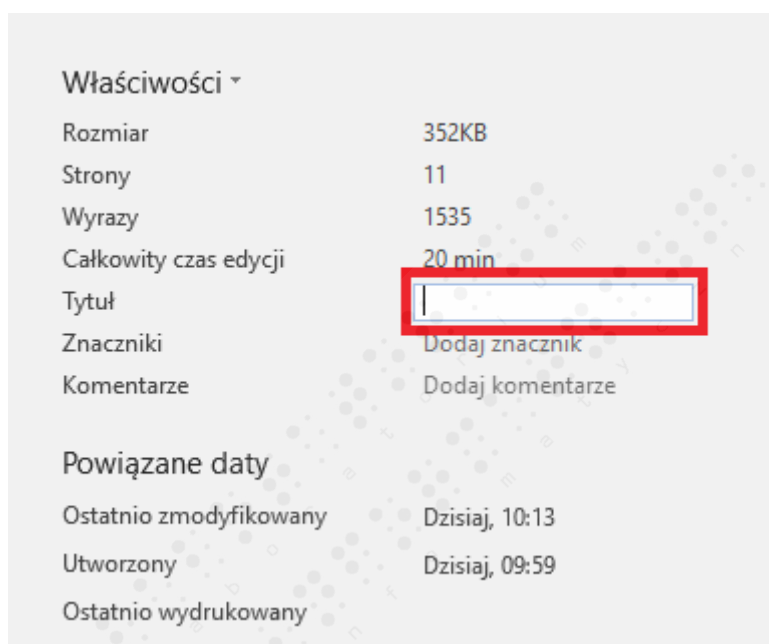 Właściwości
Rozmiar 352KB
Strony 11
Wyrazy 1535
Całkowity czas edycji 20 min
Tytuł
Znaczniki Dodaj znacznik
Komentarze Dodaj komentarze
Powiązane daty
Ostatnio zmodyfikowany Dzisiaj, 10:13
Utworzony Dzisiaj, 09:59
Ostatnio wydrukowany